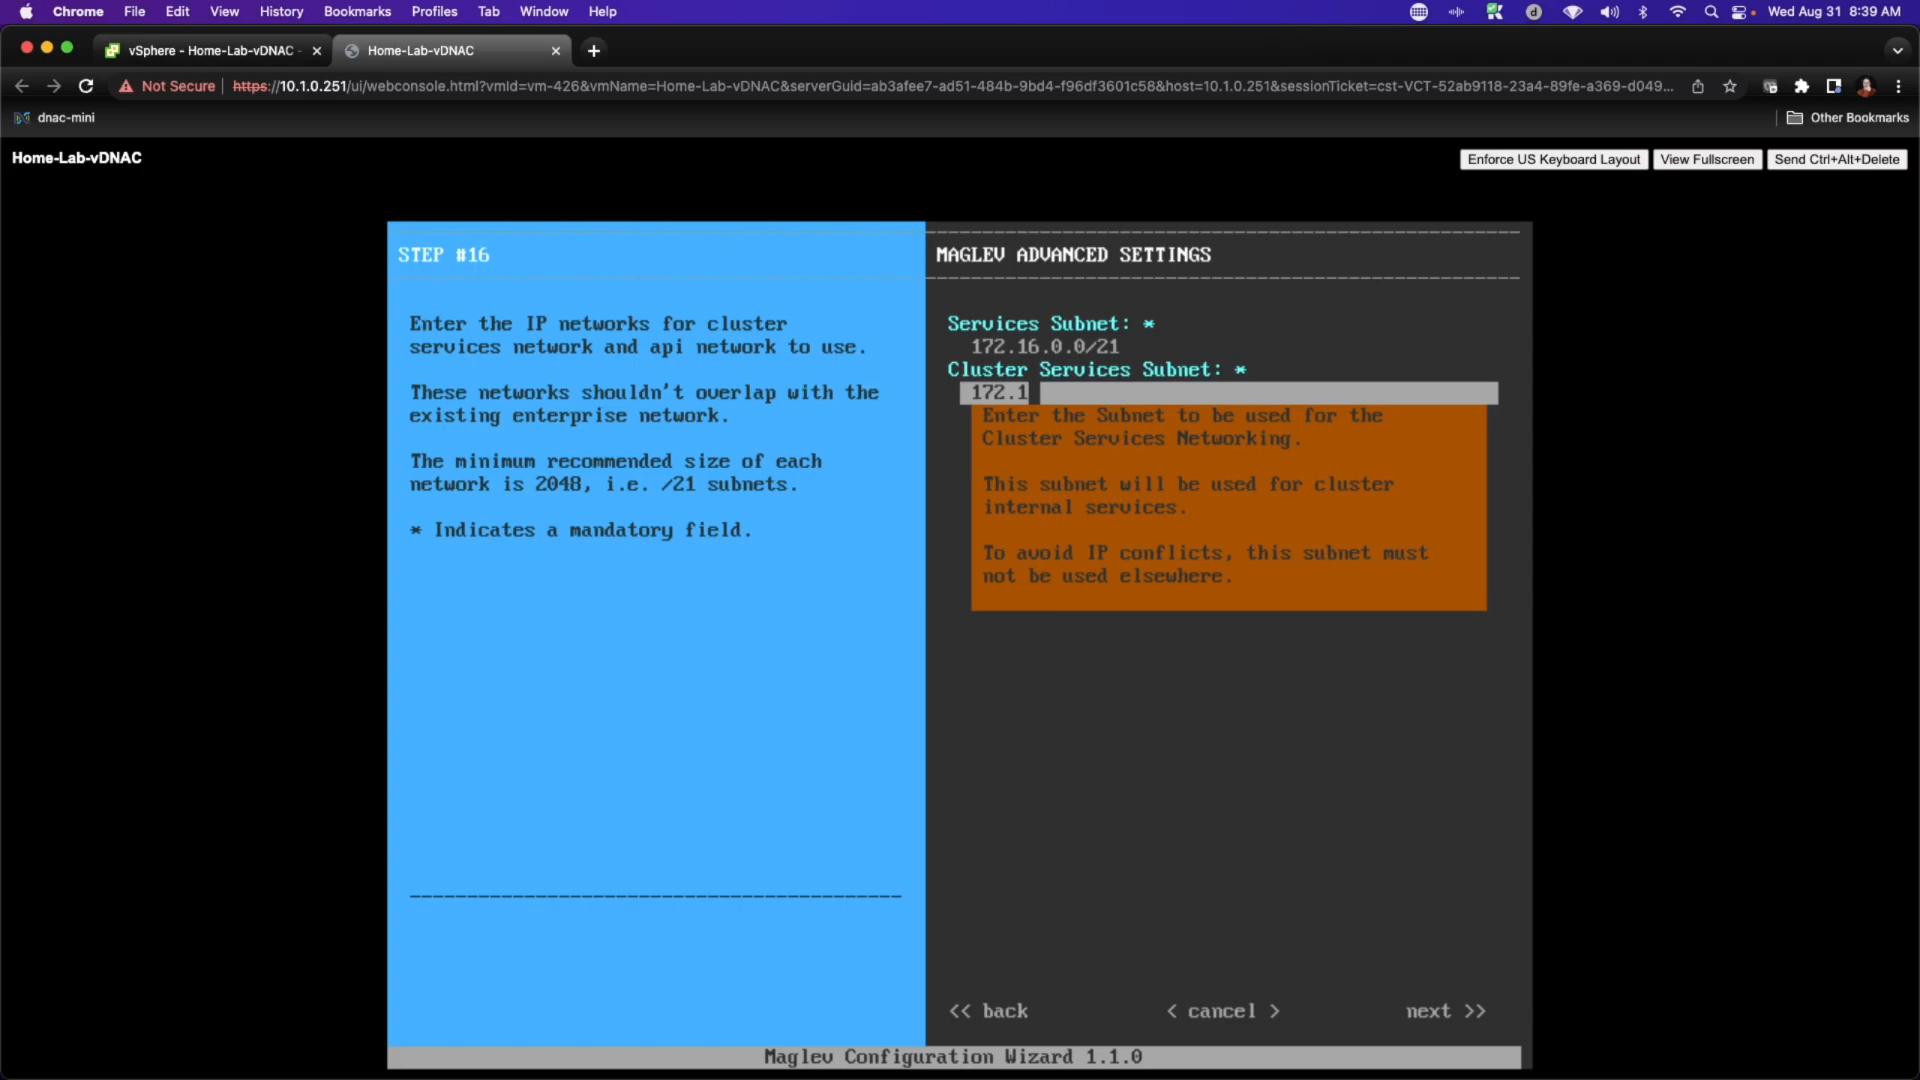 Chrome File Edit View History Bookmarks Profiles Tab Window Help
d
Wed Aug 31 8:39 AM
vSphere - Home-Lab-vDNAC -
Home-Lab-vDNAC
Not Secure
https://10.1.0.251/ui/webconsole.html?vmId=vm-426&vmName=Home-Lab-vDNAC&serverGuid=ab3afee7-ad51-484b-9bd4-f96df3601c58&host=10.1.0.251&sessionTicket=cst-VCT-52ab9118-23a4-89fe-a369-d049...
dnac-mini
Other Bookmarks
Home-Lab-vDNAC
Enforce US Keyboard Layout
View Fullscreen
Send Ctrl+Alt+Delete
STEP #16
Enter the IP networks for cluster
services network and api network to use.
These networks shouldn't overlap with the
existing enterprise network.
The minimum recommended size of each
network is 2048, i.e. /21 subnets.
* Indicates a mandatory field.
MAGLEV ADVANCED SETTINGS
Services Subnet: *
172.16.0.0/21
Cluster Services Subnet: *
172.1
Enter the Subnet to be used for the
Cluster Services Networking.
This subnet will be used for cluster
internal services.
To avoid IP conflicts, this subnet must
not be used elsewhere.
<< back
< cancel >
next >>
Maglev Configuration Wizard 1.1.0